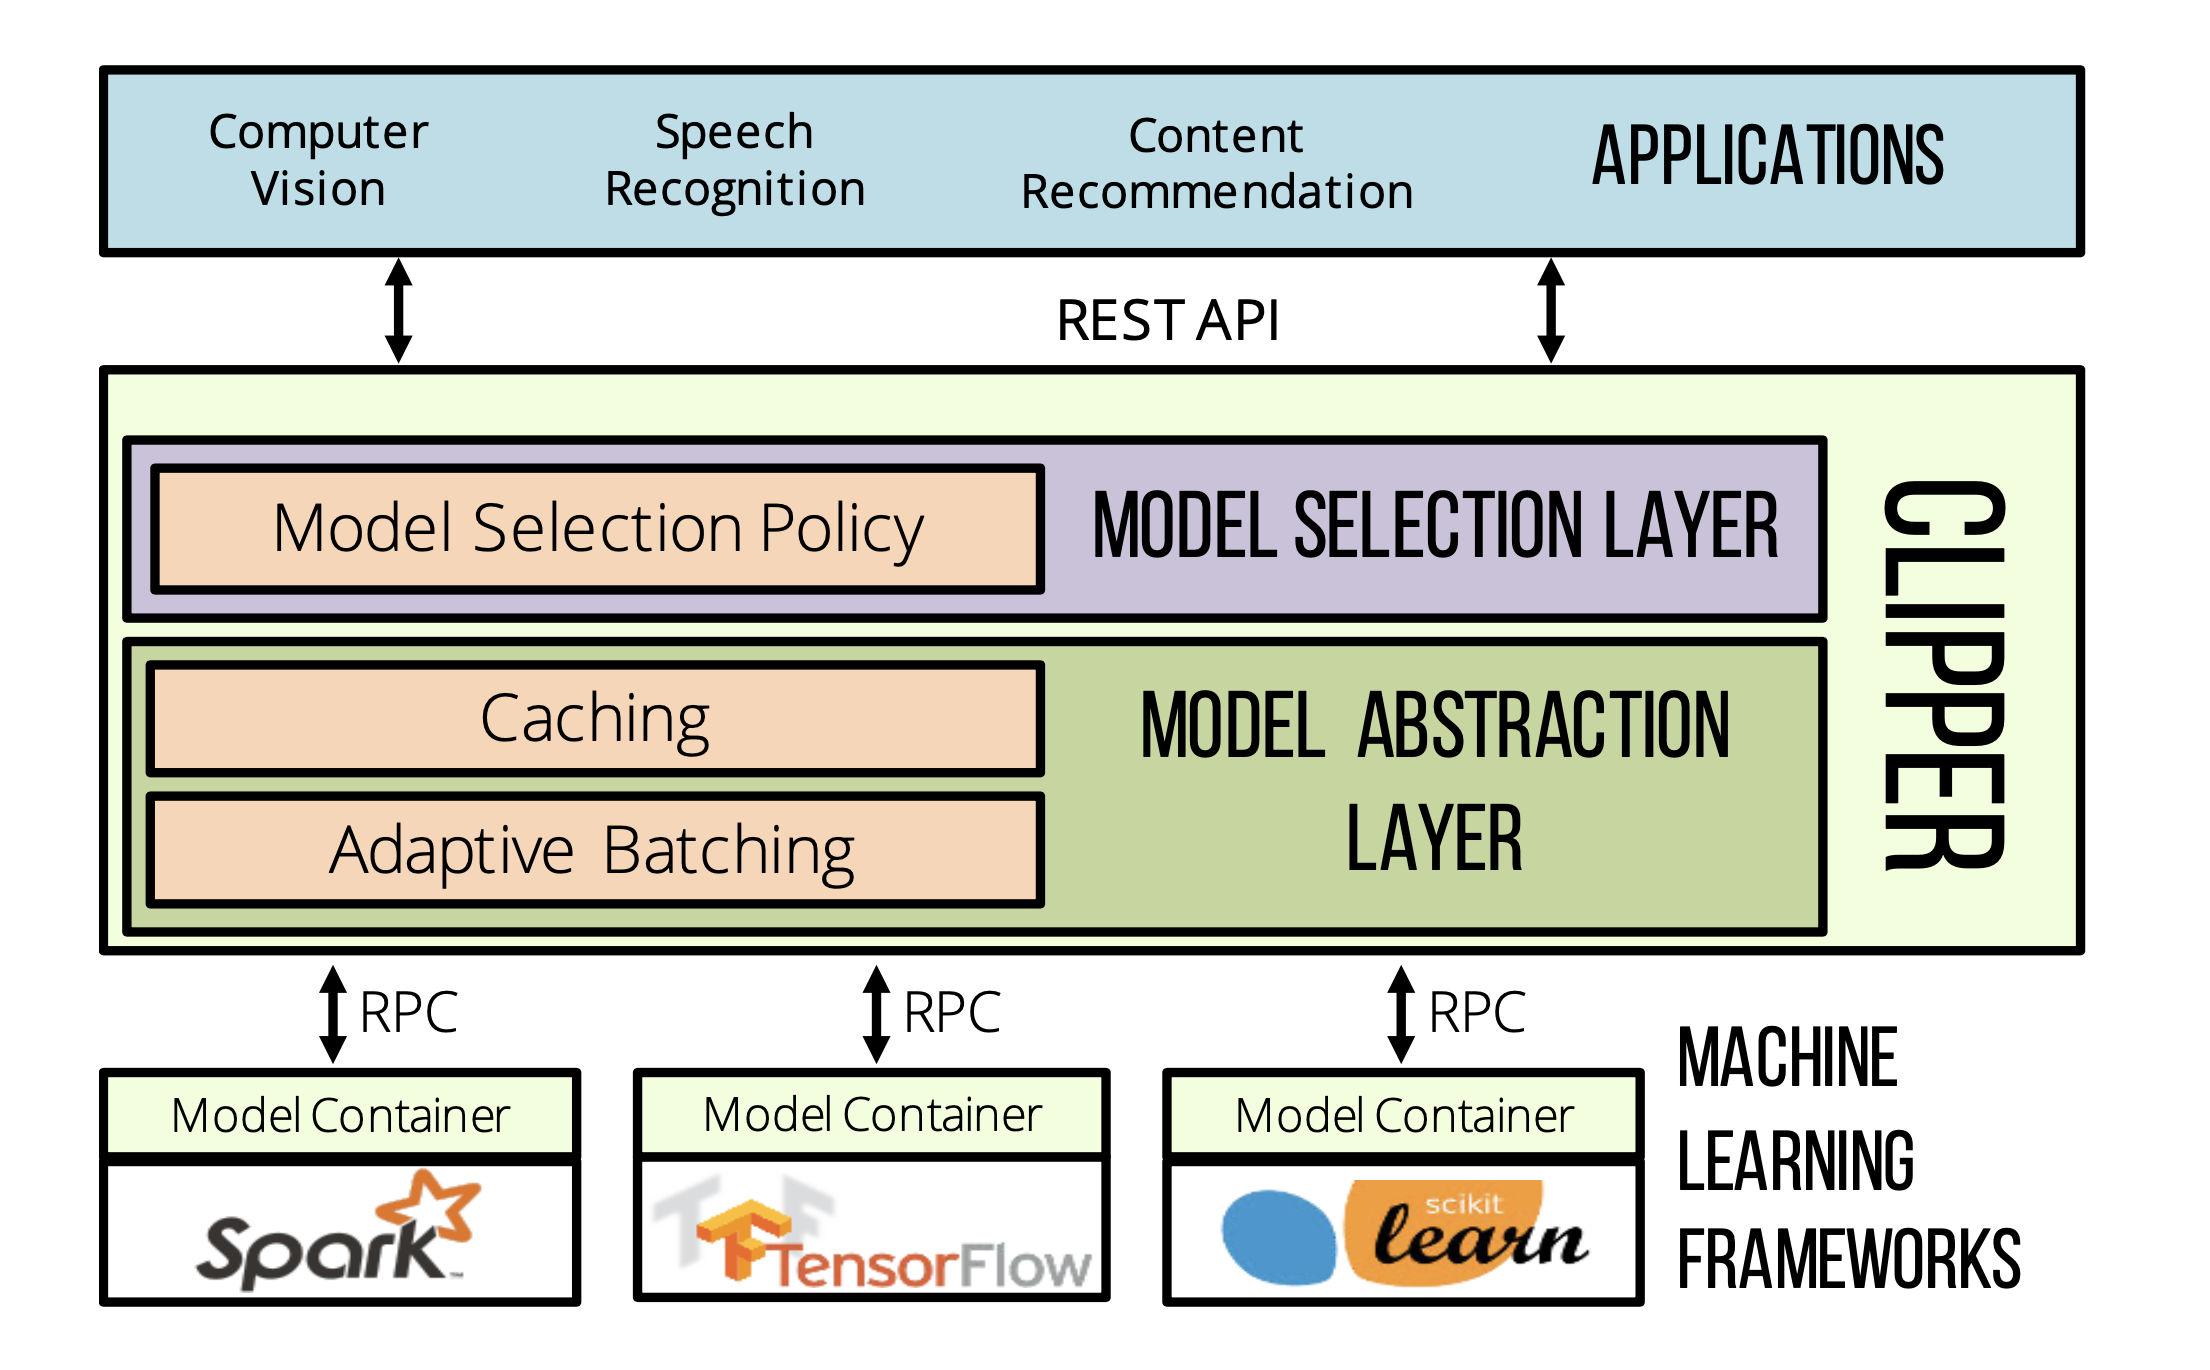 Computer
Vision
Speech
Recognition
Content
Recommendation
APPLICATIONS
REST API
Model Selection Policy
MODEL SELECTION LAYER
Caching
Adaptive Batching
MODEL ABSTRACTION
LAYER
CLIPPER
RPC
RPC
RPC
Model Container
Spark™
Model Container
TensorFlow
Model Container
scikit
learn
MACHINE
LEARNING
FRAMEWORKS